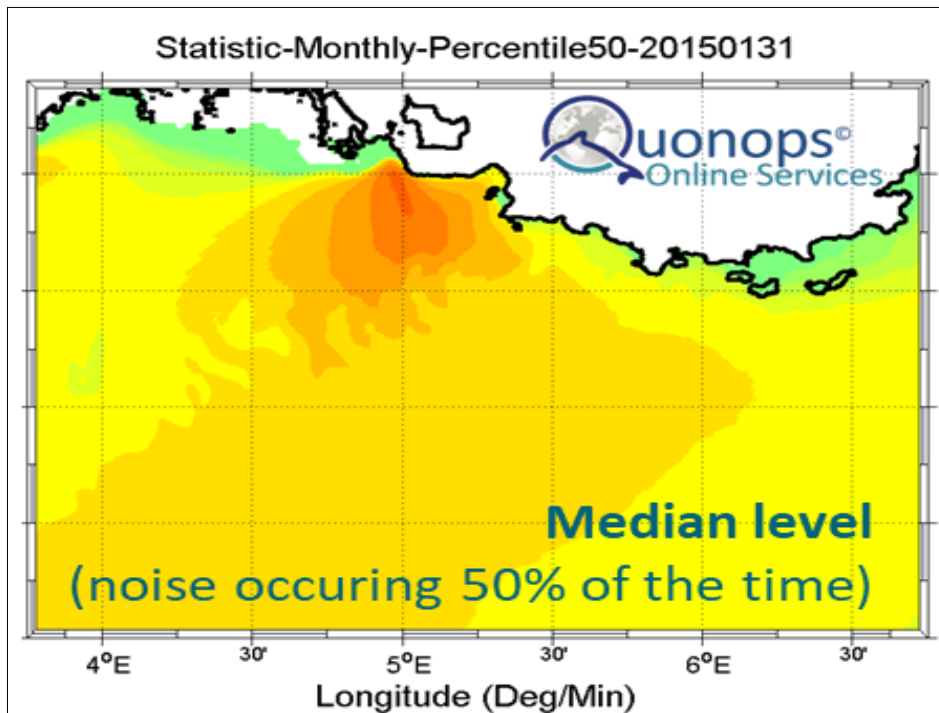 Statistic-Monthly-Percentile50-20150131
Quonops©
Online Services
Median level
(noise occuring 50% of the time)
4°E
30'
5°E
30'
6°E
30'
Longitude (Deg/Min)